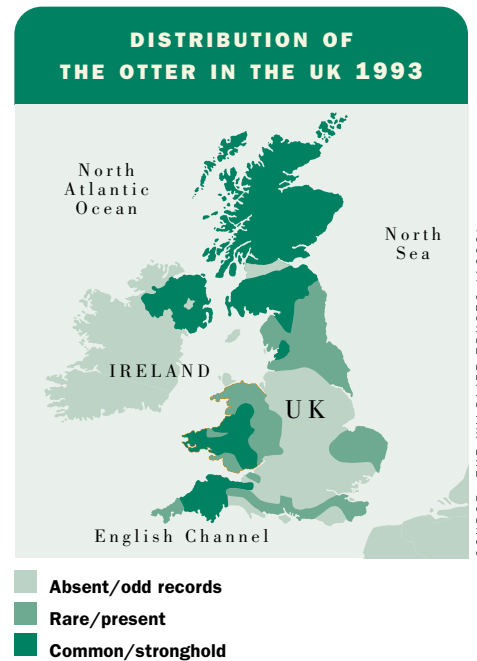 DISTRIBUTION OF
THE OTTER IN THE UK 1993
North
Atlantic
Ocean
North
Sea
IRELAND
UK
English Channel
Absent/odd records
Rare/present
Common/stronghold